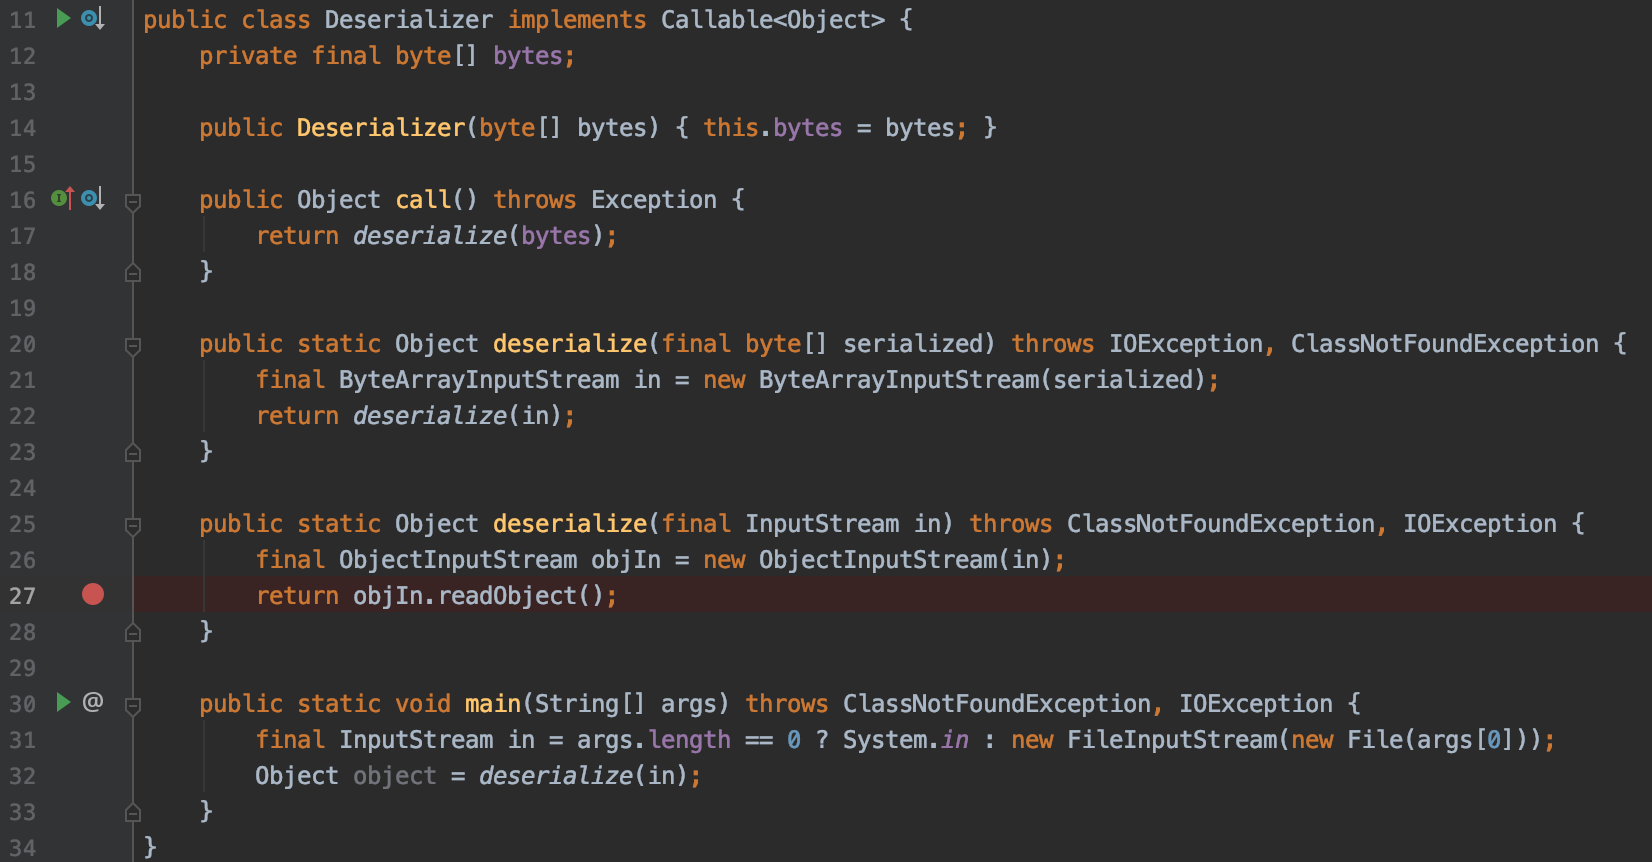 11 public class Deserializer implements Callable<Object> {
12     private final byte[] bytes;
13
14     public Deserializer(byte[] bytes) { this.bytes = bytes; }
15
16     public Object call() throws Exception {
17         return deserialize(bytes);
18     }
19
20     public static Object deserialize(final byte[] serialized) throws IOException, ClassNotFoundException {
21         final ByteArrayInputStream in = new ByteArrayInputStream(serialized);
22         return deserialize(in);
23     }
24
25     public static Object deserialize(final InputStream in) throws ClassNotFoundException, IOException {
26         final ObjectInputStream objIn = new ObjectInputStream(in);
27         return objIn.readObject();
28     }
29
30 @   public static void main(String[] args) throws ClassNotFoundException, IOException {
31         final InputStream in = args.length == 0 ? System.in : new FileInputStream(new File(args[0]));
32         Object object = deserialize(in);
33     }
34 }